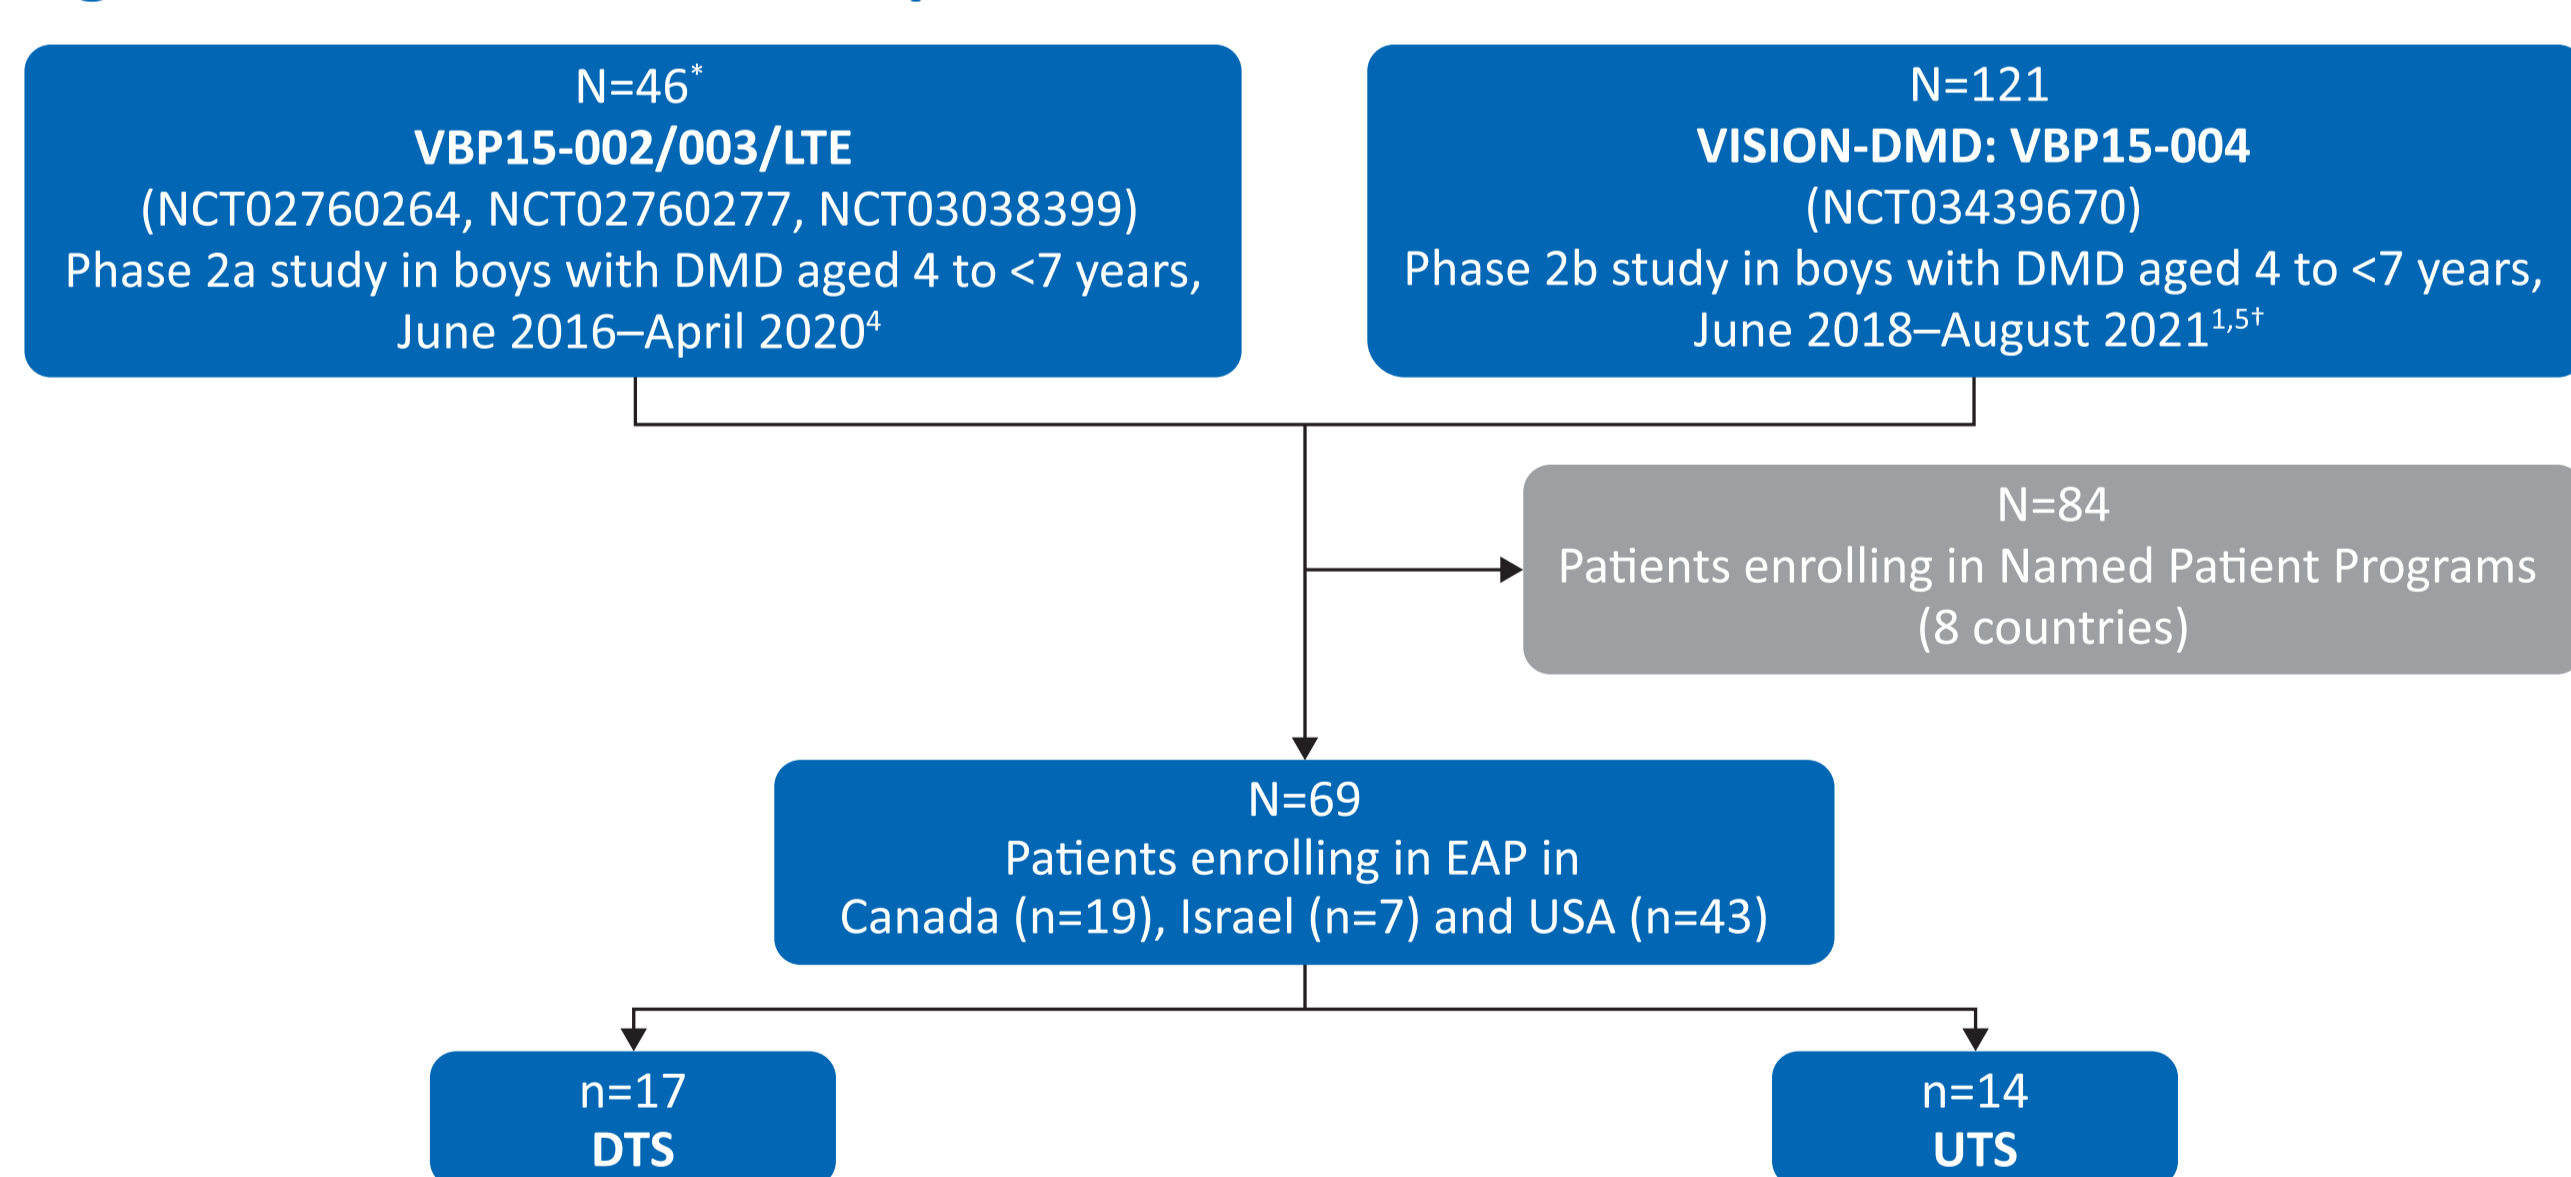 N=46*
VBP15-002/003/LTE
(NCT02760264, NCT02760277, NCT03038399)
Phase 2a study in boys with DMD aged 4 to <7 years,
June 2016–April 2020⁴
N=121
VISION-DMD: VBP15-004
(NCT03439670)
Phase 2b study in boys with DMD aged 4 to <7 years,
June 2018–August 2021¹,⁵†
N=84
Patients enrolling in Named Patient Programs
(8 countries)
N=69
Patients enrolling in EAP in
Canada (n=19), Israel (n=7) and USA (n=43)
n=17
DTS
n=14
UTS